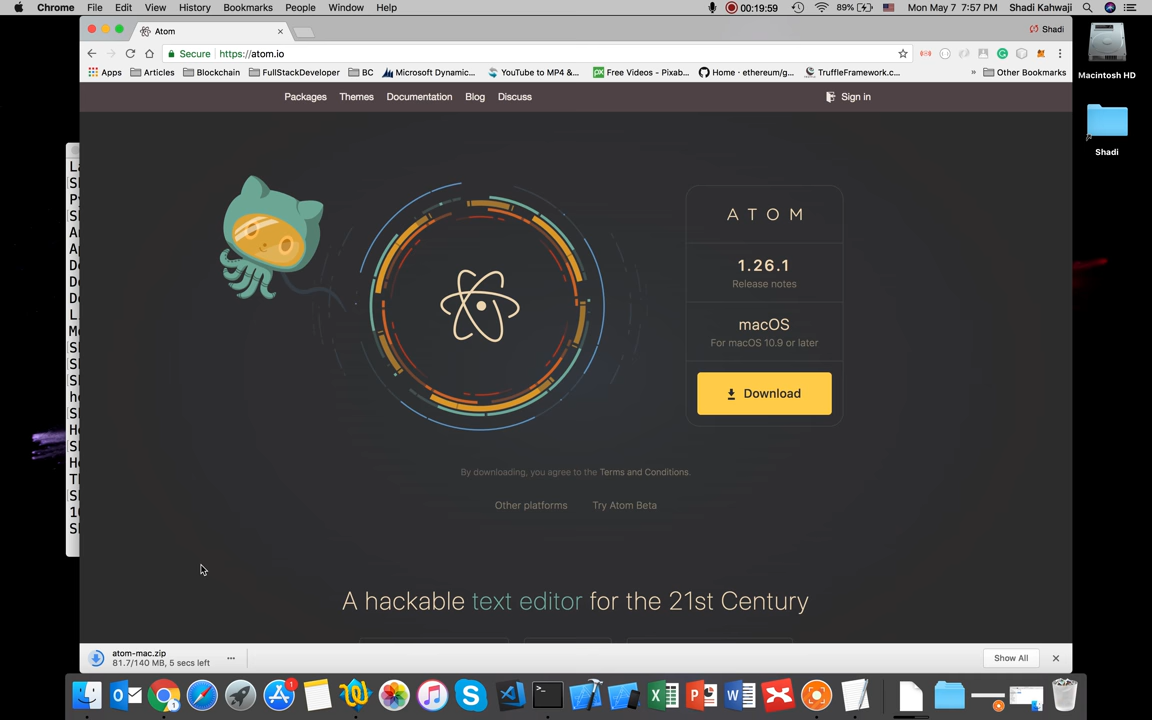 Chrome File Edit View History Bookmarks People Window Help 00:19:59 89% Mon May 7 7:57 PM Shadi Kahwaji
Atom Shadi
Secure https://atom.io
Apps Articles Blockchain FullStackDeveloper BC Microsoft Dynamic... YouTube to MP4 &... Free Videos - Pixab... Home · ethereum/g... TruffleFramework.c... » Other Bookmarks
Macintosh HD
Shadi
Packages Themes Documentation Blog Discuss Sign in
ATOM
1.26.1
Release notes
macOS
For macOS 10.9 or later
Download
By downloading, you agree to the Terms and Conditions.
Other platforms Try Atom Beta
A hackable text editor for the 21st Century
atom-mac.zip
81.7/140 MB, 5 secs left
Show All